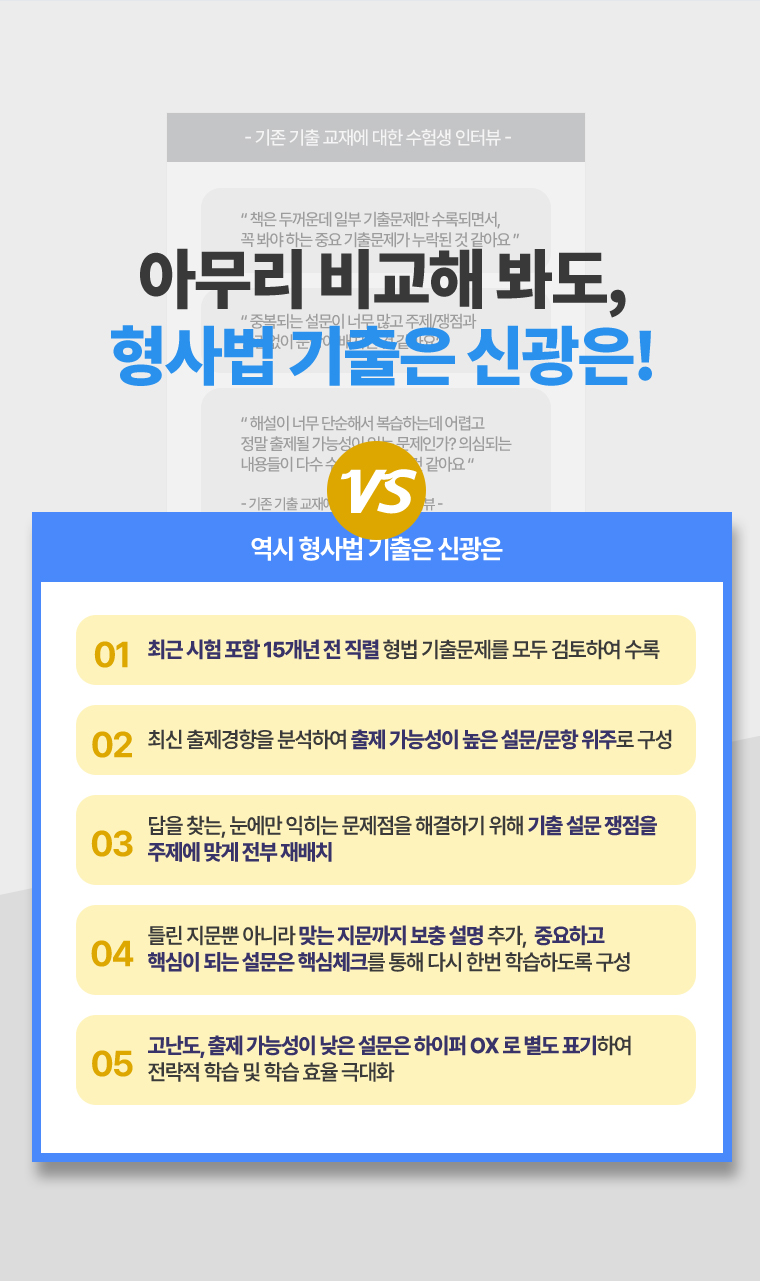 - 기존 기출 교재에 대한 수험생 인터뷰 -
“ 책은 두꺼운데 일부 기출문제만 수록되면서,
꼭 봐야 하는 중요 기출문제가 누락된 것 같아요 ”
아무리 비교해 봐도,
“ 중복되는 설문이 너무 많고 주제/쟁점과
형사법 기출은 신광은!
“ 해설이 너무 단순해서 복습하는데 어렵고
정말 출제될 가능성이 있는 문제인가? 의심되는
내용들이 다수 같아요 “
- 기존 기출 교재에 뷰 -
VS
역시 형사법 기출은 신광은
01 최근 시험 포함 15개년 전 직렬 형법 기출문제를 모두 검토하여 수록
02 최신 출제경향을 분석하여 출제 가능성이 높은 설문/문항 위주로 구성
03 답을 찾는, 눈에만 익히는 문제점을 해결하기 위해 기출 설문 쟁점을
주제에 맞게 전부 재배치
04 틀린 지문뿐 아니라 맞는 지문까지 보충 설명 추가, 중요하고
핵심이 되는 설문은 핵심체크를 통해 다시 한번 학습하도록 구성
05 고난도, 출제 가능성이 낮은 설문은 하이퍼 OX 로 별도 표기하여
전략적 학습 및 학습 효율 극대화